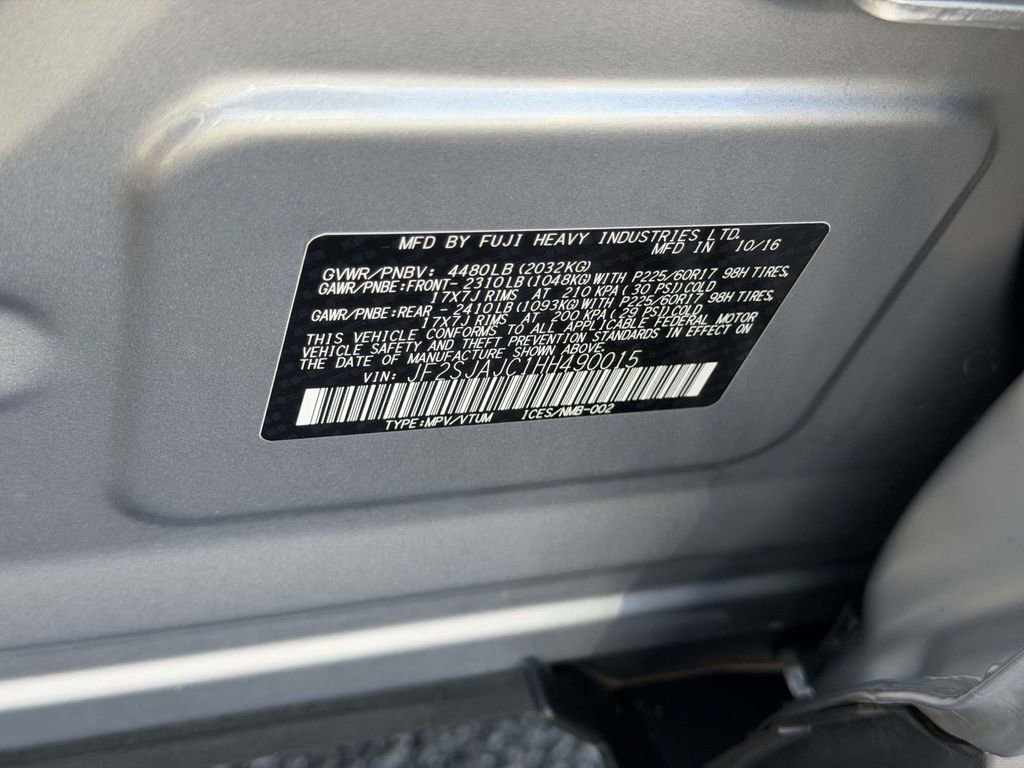 MFD BY FUJI HEAVY INDUSTRIES LTD.
MFD IN 10/16
GVWR/PNBV: 4480LB(2032KG)
GAWR/PNBE:FRONT- 2310LB(1048KG)WITH P225/60R17 98H TIRES,
17X7J RIMS AT 210 KPA(30 PSI)COLD
GAWR/PNBE:REAR - 2410LB(1093KG)WITH P225/60R17 98H TIRES,
17X7J RIMS AT 200 KPA(29 PSI)COLD
THIS VEHICLE CONFORMS TO ALL APPLICABLE FEDERAL MOTOR
VEHICLE SAFETY AND THEFT PREVENTION STANDARDS IN EFFECT ON
THE DATE OF MANUFACTURE SHOWN ABOVE.
VIN: JF2SJAJC1HH490015
TYPE:MPV/VTUM ICES/NMB-002